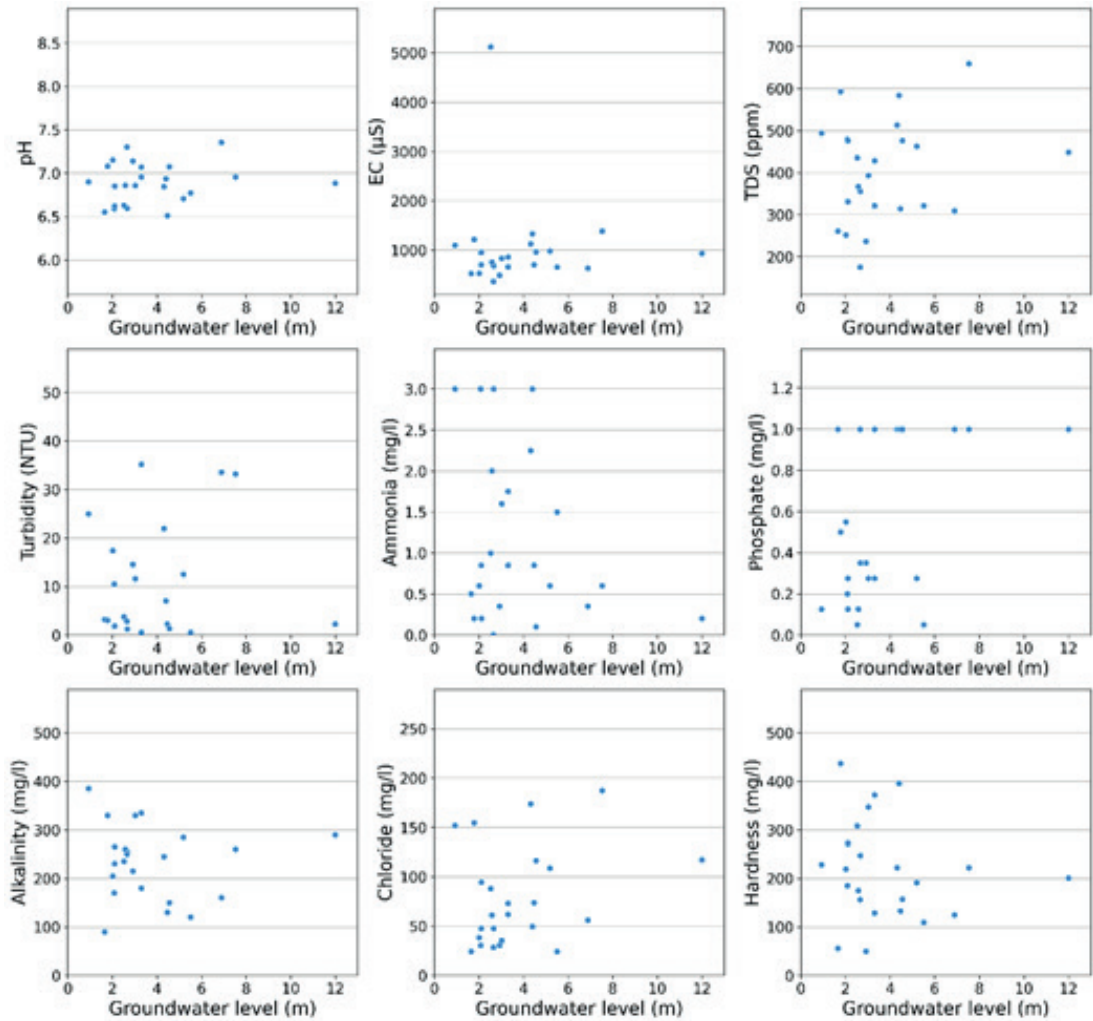 8.5
8.0
7.5
7.0
6.5
6.0
pH
0 2 4 6 8 10 12
Groundwater level (m)
5000
4000
3000
2000
1000
EC (μS)
0 2 4 6 8 10 12
Groundwater level (m)
700
600
500
400
300
200
TDS (ppm)
0 2 4 6 8 10 12
Groundwater level (m)
50
40
30
20
10
0
Turbidity (NTU)
0 2 4 6 8 10 12
Groundwater level (m)
3.0
2.5
2.0
1.5
1.0
0.5
0.0
Ammonia (mg/l)
0 2 4 6 8 10 12
Groundwater level (m)
1.2
1.0
0.8
0.6
0.4
0.2
0.0
Phosphate (mg/l)
0 2 4 6 8 10 12
Groundwater level (m)
500
400
300
200
100
0
Alkalinity (mg/l)
0 2 4 6 8 10 12
Groundwater level (m)
250
200
150
100
50
0
Chloride (mg/l)
0 2 4 6 8 10 12
Groundwater level (m)
500
400
300
200
100
0
Hardness (mg/l)
0 2 4 6 8 10 12
Groundwater level (m)